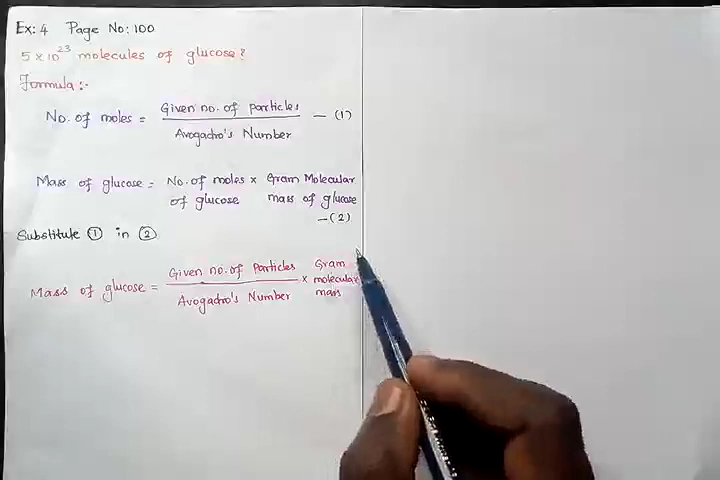 Ex: 4 Page No: 100
5 x 10²³ molecules of glucose?
Formula:-
No. of moles = Given no. of particles / Avogadro's Number — (1)
Mass of glucose = No. of moles of glucose × Gram Molecular mass of glucose — (2)
Substitute ① in ②
Mass of glucose = Given no. of Particles / Avogadro's Number × Gram molecular mass